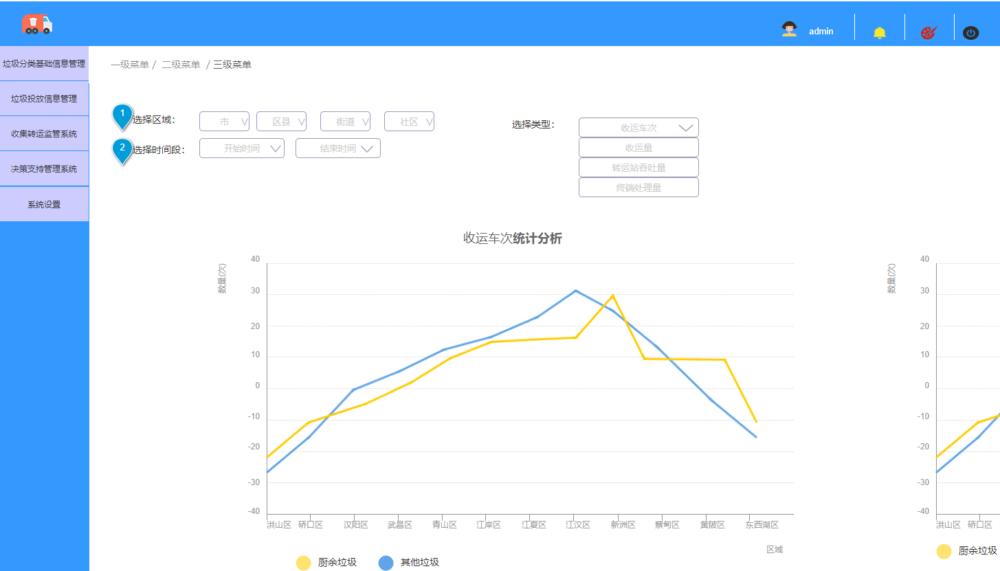 admin
垃圾分类基础信息管理
垃圾投放信息管理
收集转运监管系统
决策支持管理系统
系统设置
一级菜单 / 二级菜单 / 三级菜单
1
选择区域：
市
区县
街道
社区
2
选择时间段：
开始时间
结束时间
选择类型：
收运车次
收运量
转运站吞吐量
终端处理量
收运车次统计分析
数量(次)
40
30
20
10
0
-10
-20
-30
-40
洪山区 硚口区 汉阳区 武昌区 青山区 江岸区 江夏区 江汉区 新洲区 蔡甸区 黄陂区 东西湖区
区域
厨余垃圾 其他垃圾
数量(次)
40
30
20
10
0
-10
-20
-30
-40
洪山区 硚口区
厨余垃圾